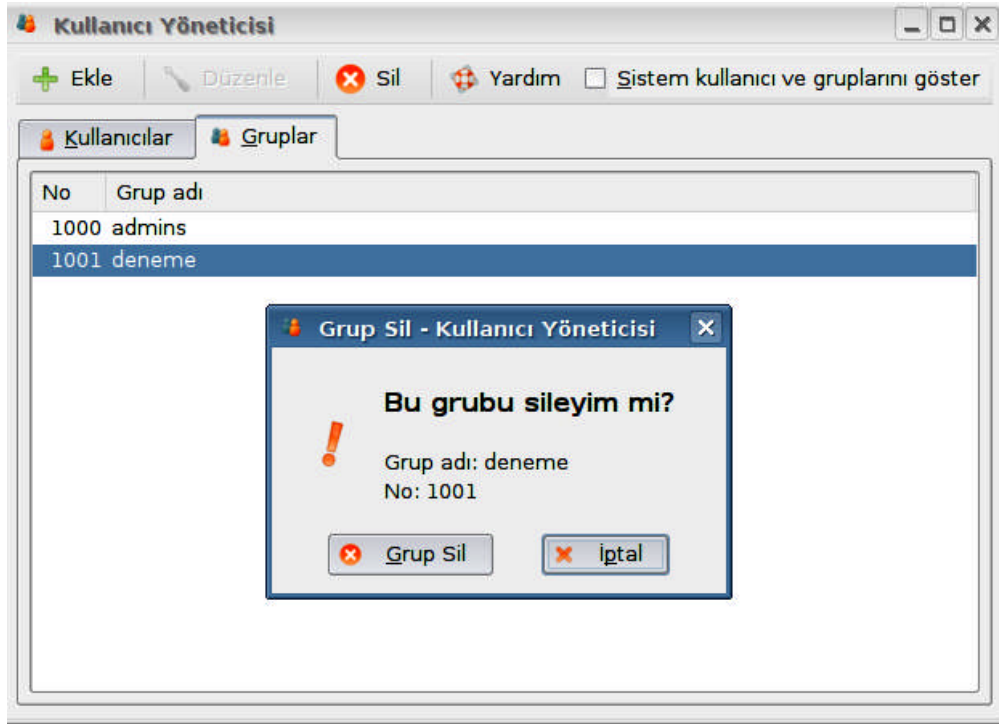 Kullanıcı Yöneticisi
Ekle Düzenle Sil Yardım Sistem kullanıcı ve gruplarını göster
Kullanıcılar Gruplar
No Grup adı
1000 admins
1001 deneme
Grup Sil - Kullanıcı Yöneticisi
Bu grubu sileyim mi?
Grup adı: deneme
No: 1001
Grup Sil İptal